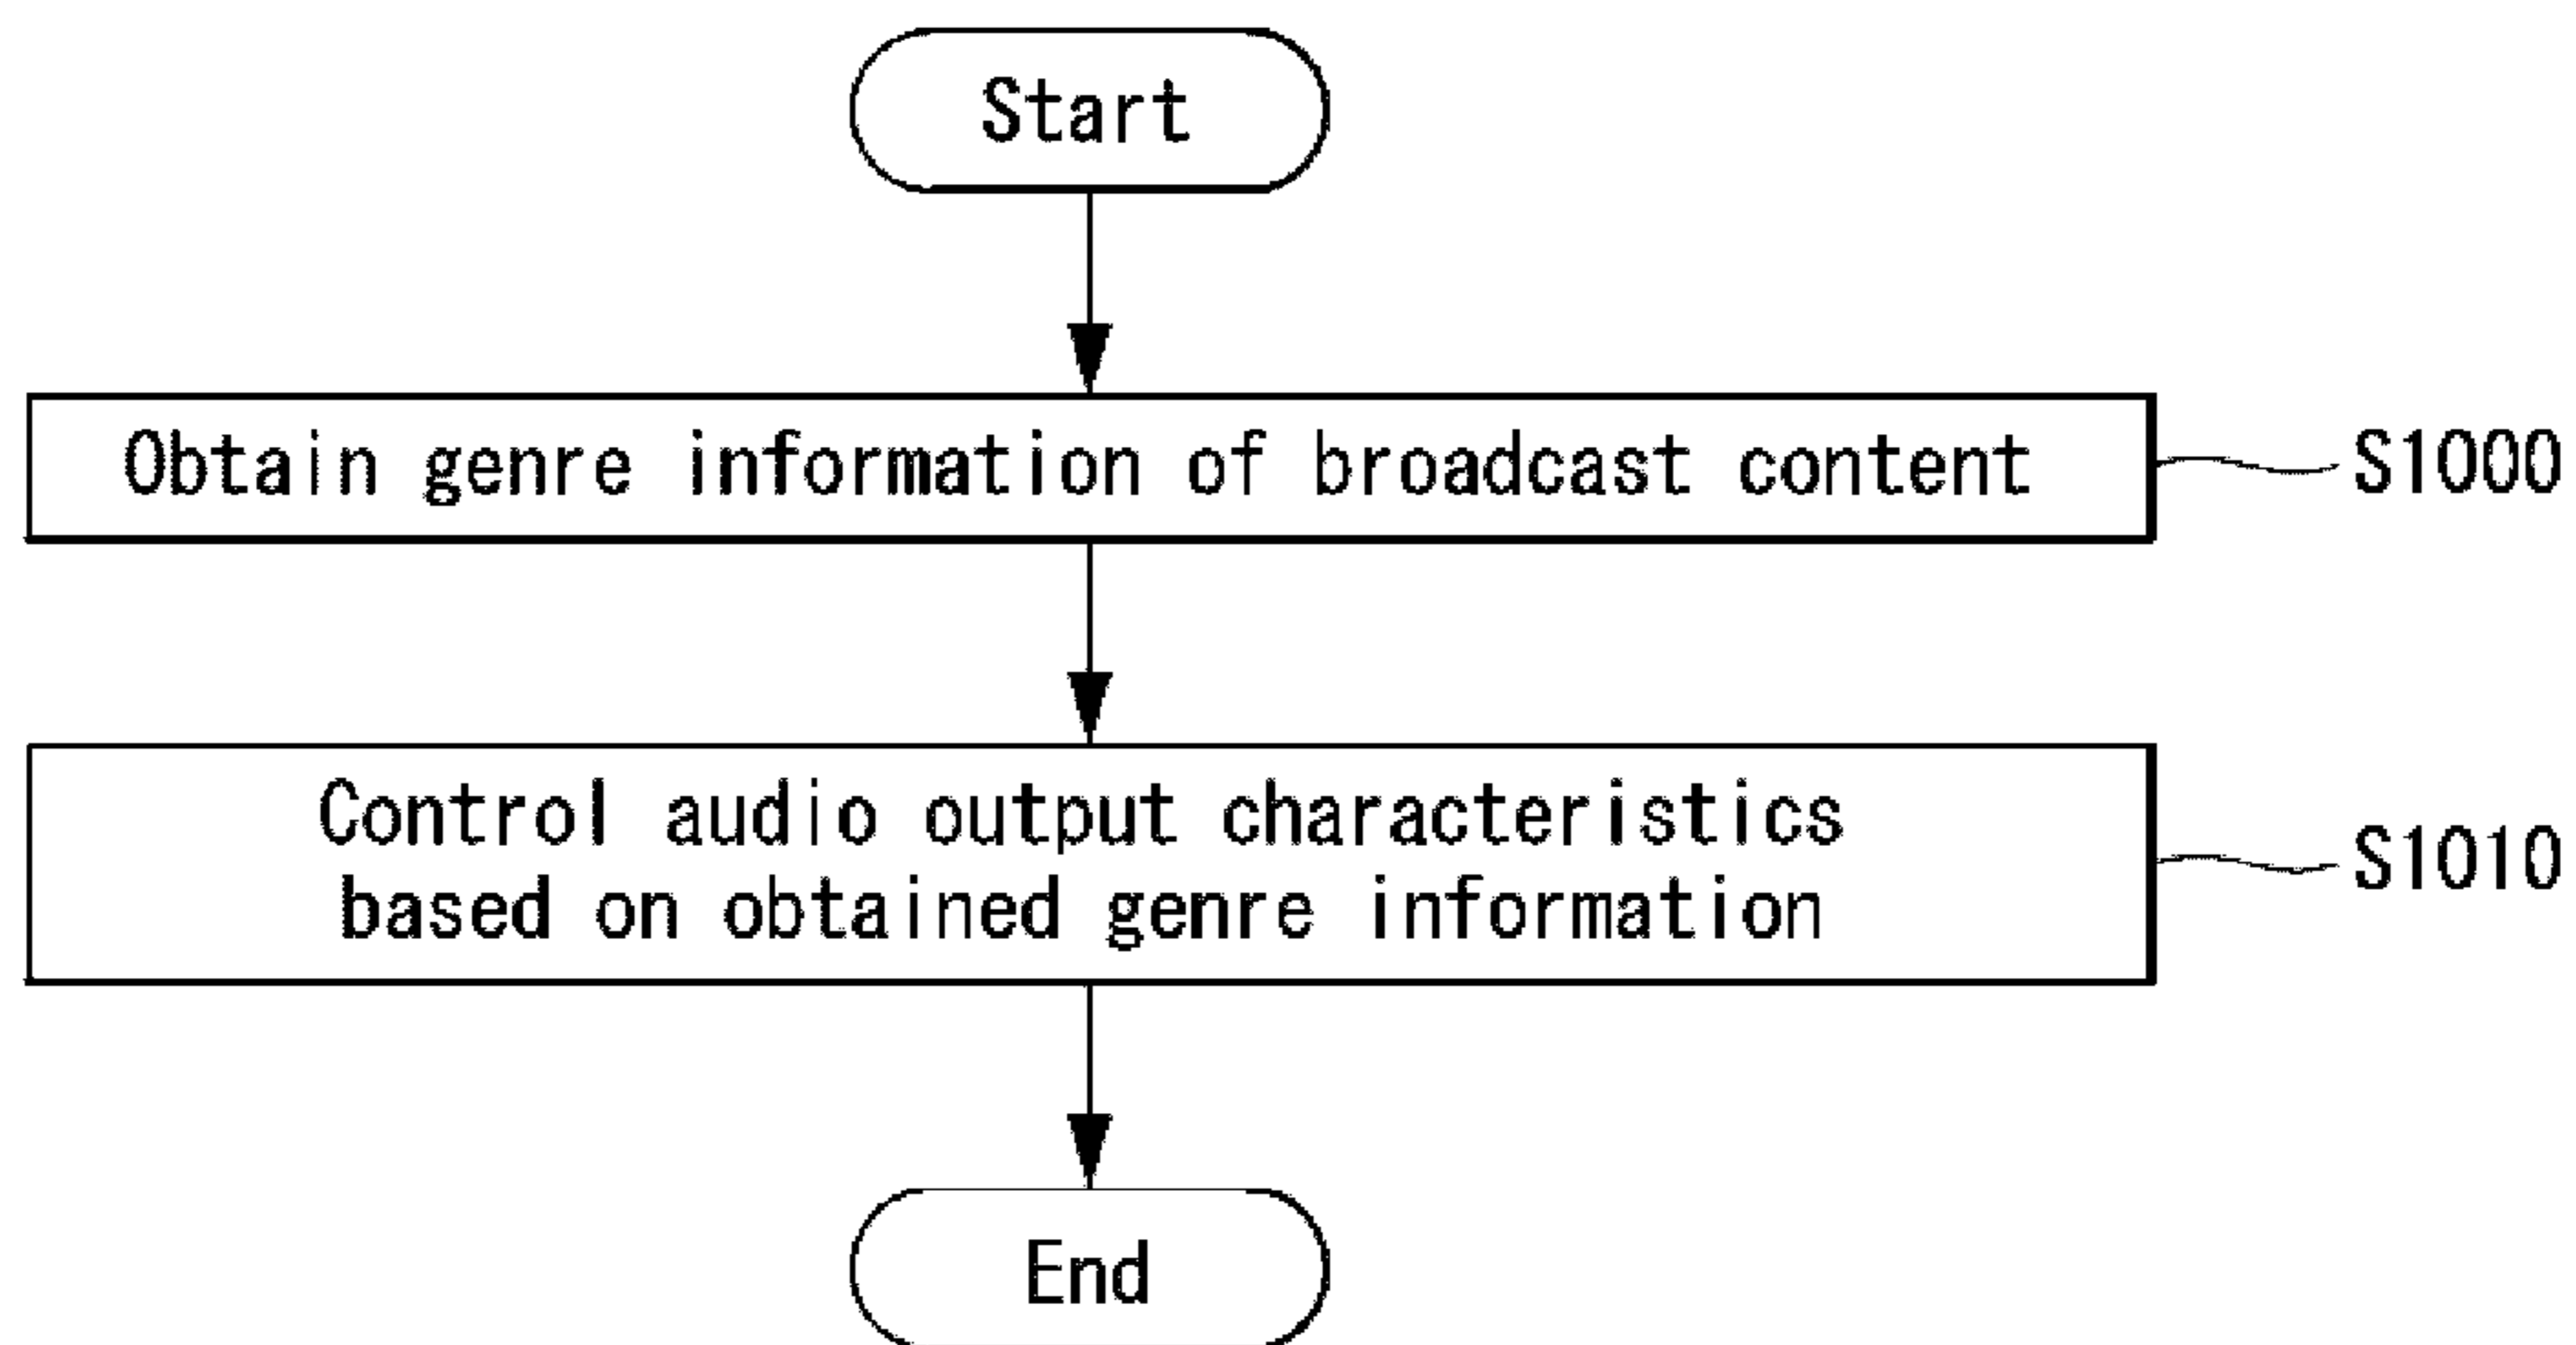 Start
Obtain genre information of broadcast content
S1000
Control audio output characteristics
based on obtained genre information
S1010
End